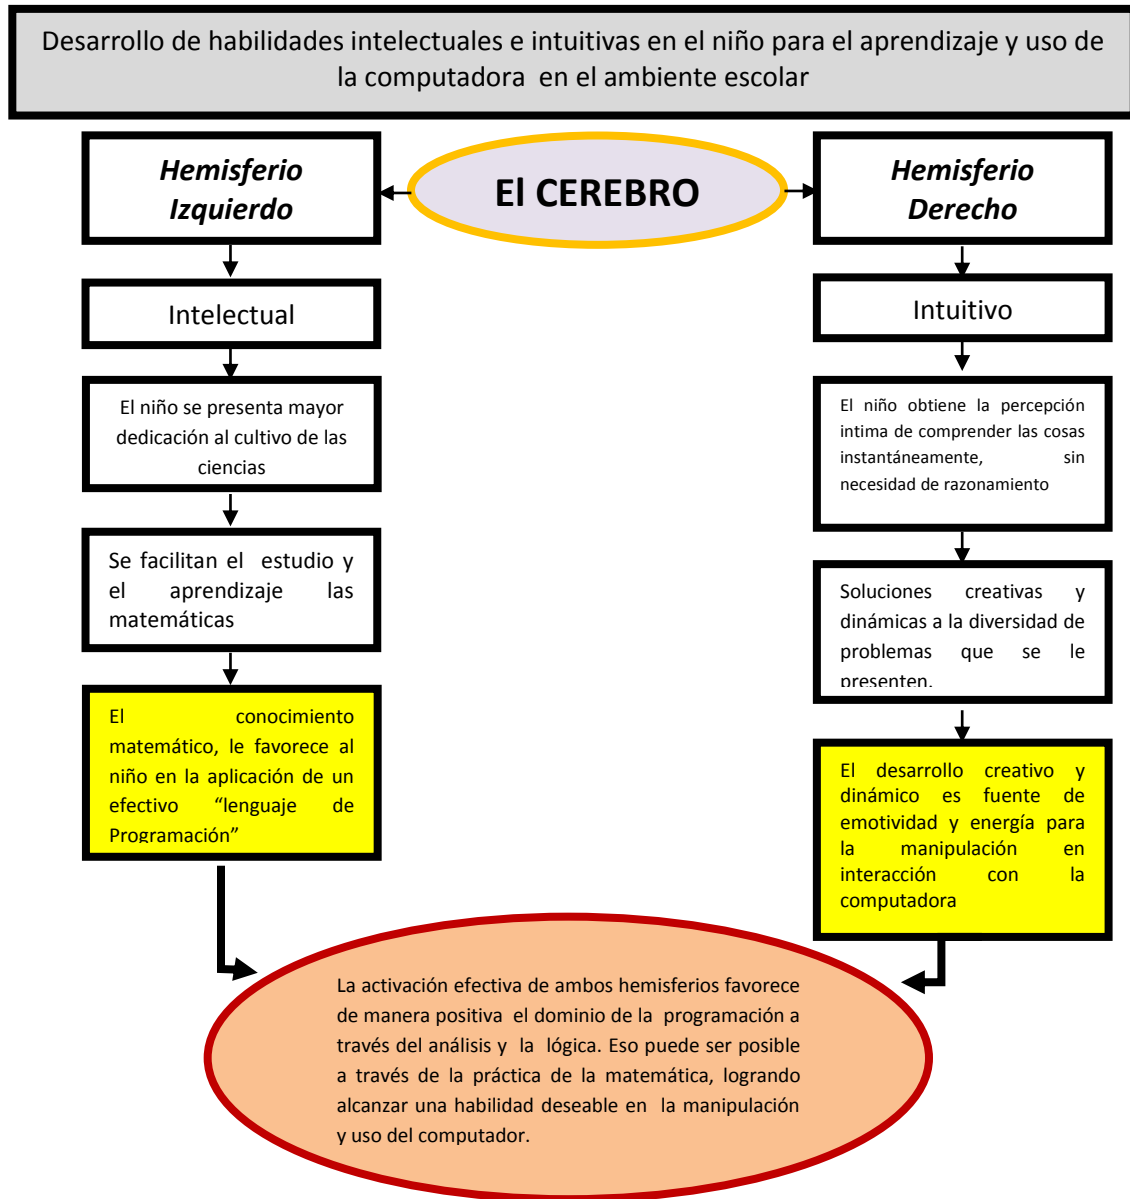 Desarrollo de habilidades intelectuales e intuitivas en el niño para el aprendizaje y uso de
la computadora en el ambiente escolar
El CEREBRO
Hemisferio
Izquierdo
Intelectual
El niño se presenta mayor
dedicación al cultivo de las
ciencias
Se facilitan el estudio y
el aprendizaje las
matemáticas
El conocimiento
matemático, le favorece al
niño en la aplicación de un
efectivo “lenguaje de
Programación”
Hemisferio
Derecho
Intuitivo
El niño obtiene la percepción
intima de comprender las cosas
instantáneamente, sin
necesidad de razonamiento
Soluciones creativas y
dinámicas a la diversidad de
problemas que se le
presenten.
El desarrollo creativo y
dinámico es fuente de
emotividad y energía para
la manipulación en
interacción con la
computadora
La activación efectiva de ambos hemisferios favorece
de manera positiva el dominio de la programación a
través del análisis y la lógica. Eso puede ser posible
a través de la práctica de la matemática, logrando
alcanzar una habilidad deseable en la manipulación
y uso del computador.